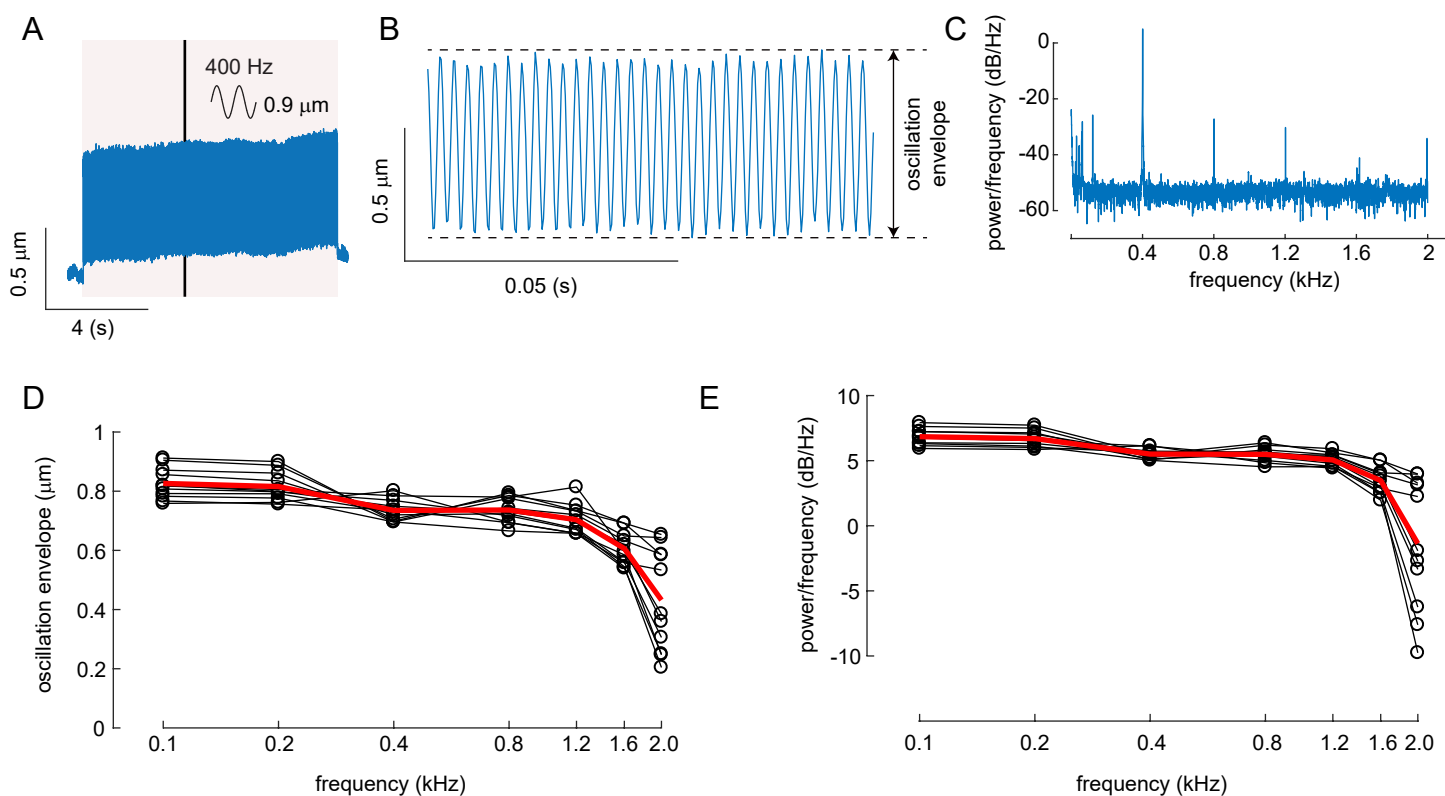 A
400 Hz
0.9 μm
0.5 μm
4 (s)
B
0.5 μm
0.05 (s)
oscillation
envelope
C
power/frequency (dB/Hz)
0
-20
-40
-60
0.4
0.8
1.2
1.6
2
frequency (kHz)
D
oscillation envelope (μm)
1
0.8
0.6
0.4
0.2
0
0.1
0.2
0.4
0.8
1.2
1.6
2.0
frequency (kHz)
E
power/frequency (dB/Hz)
10
5
0
-5
-10
0.1
0.2
0.4
0.8
1.2
1.6
2.0
frequency (kHz)